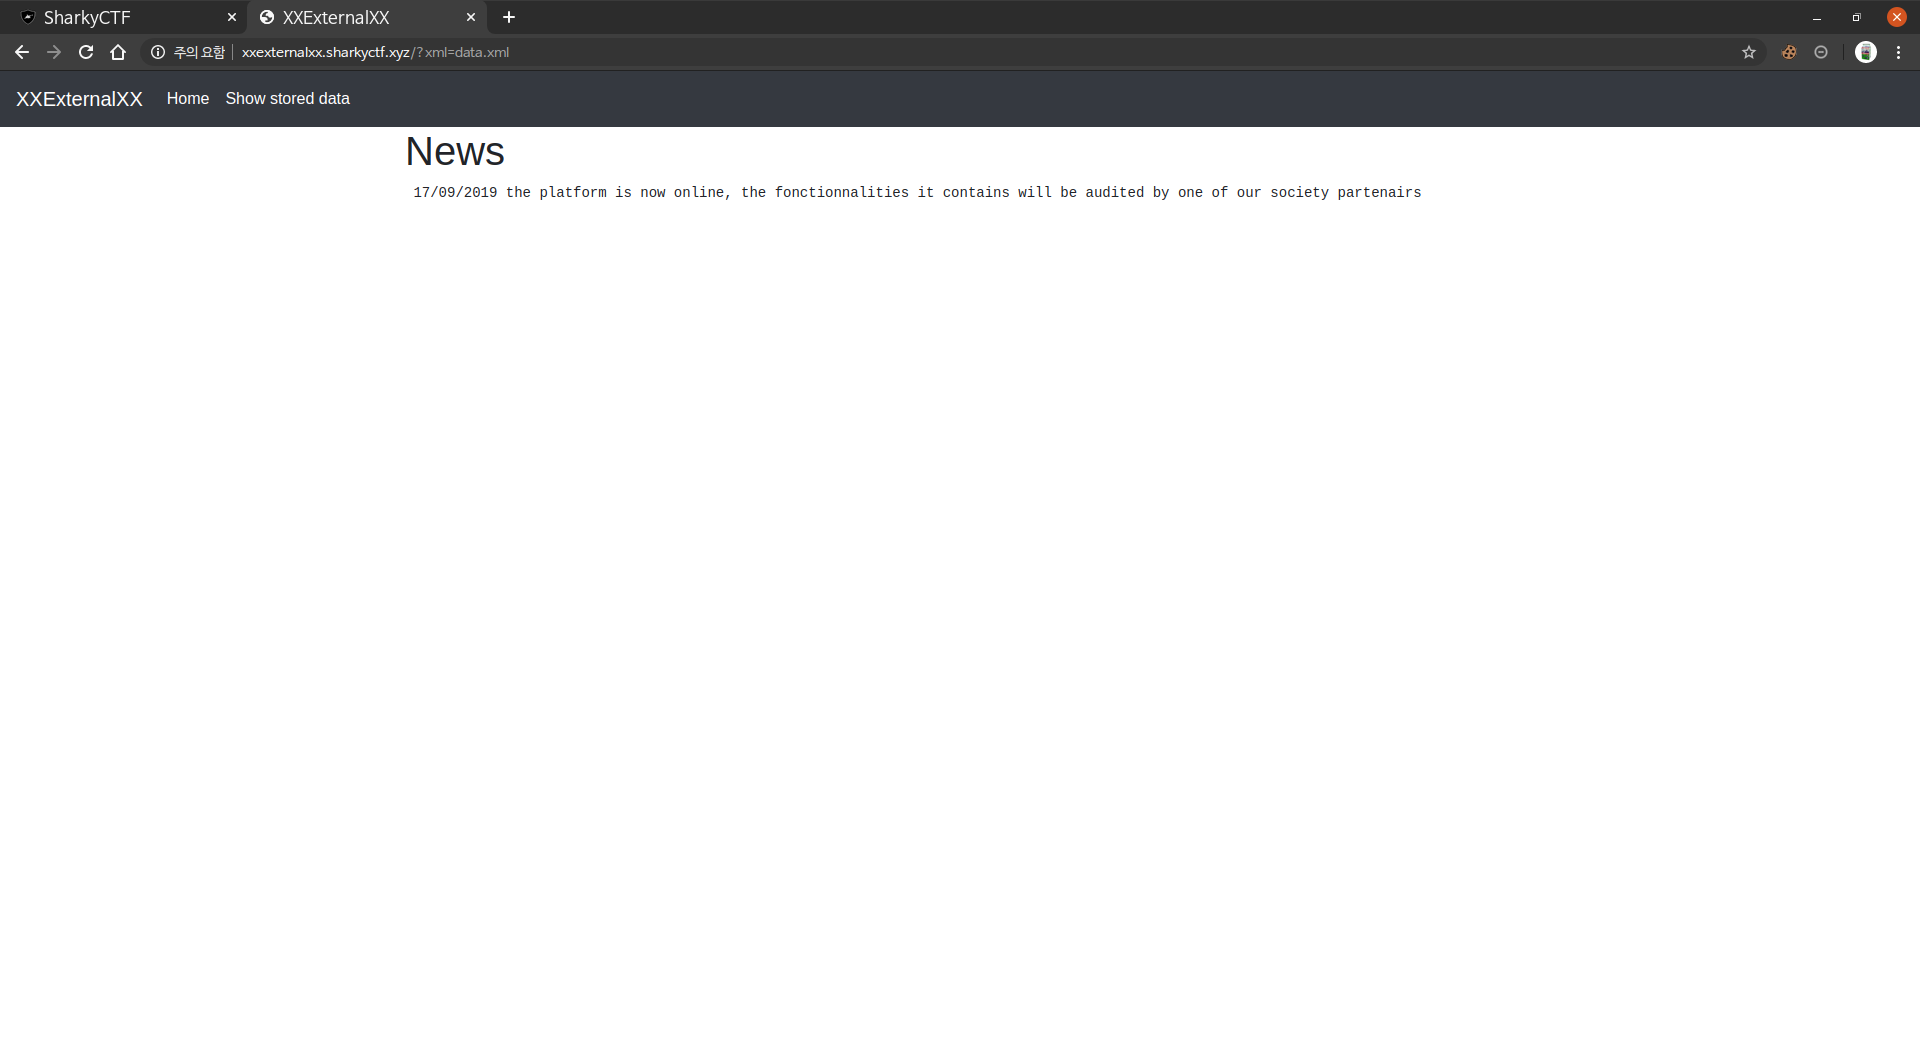 SharkyCTF
XXExternalXX
주의 요함
xxexternalxx.sharkyctf.xyz/?xml=data.xml
XXExternalXX
Home
Show stored data
News
17/09/2019 the platform is now online, the fonctionnalities it contains will be audited by one of our society partenairs